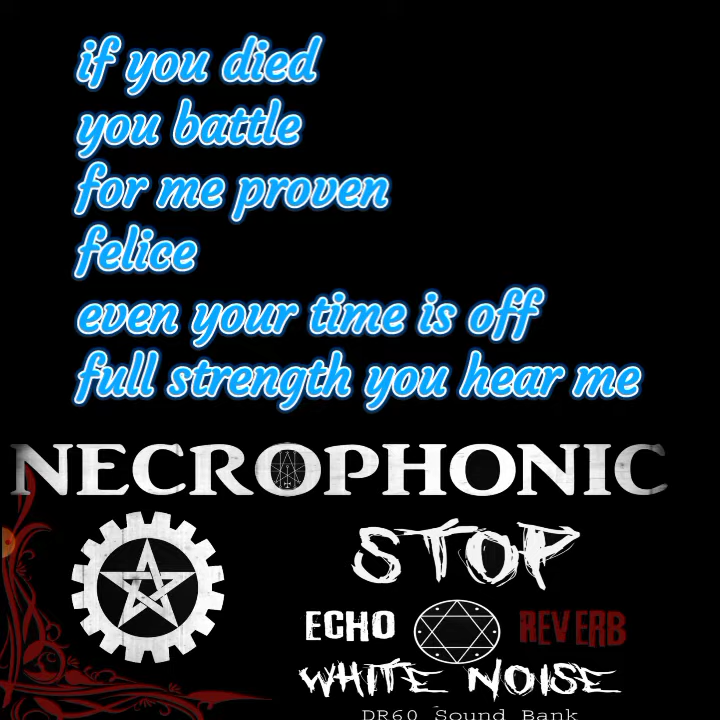 if you died
you battle
for me proven
felice
even your time is off
full strength you hear me
NECROPHONIC
STOP
ECHO REVERB
WHITE NOISE
DR60 Sound Bank